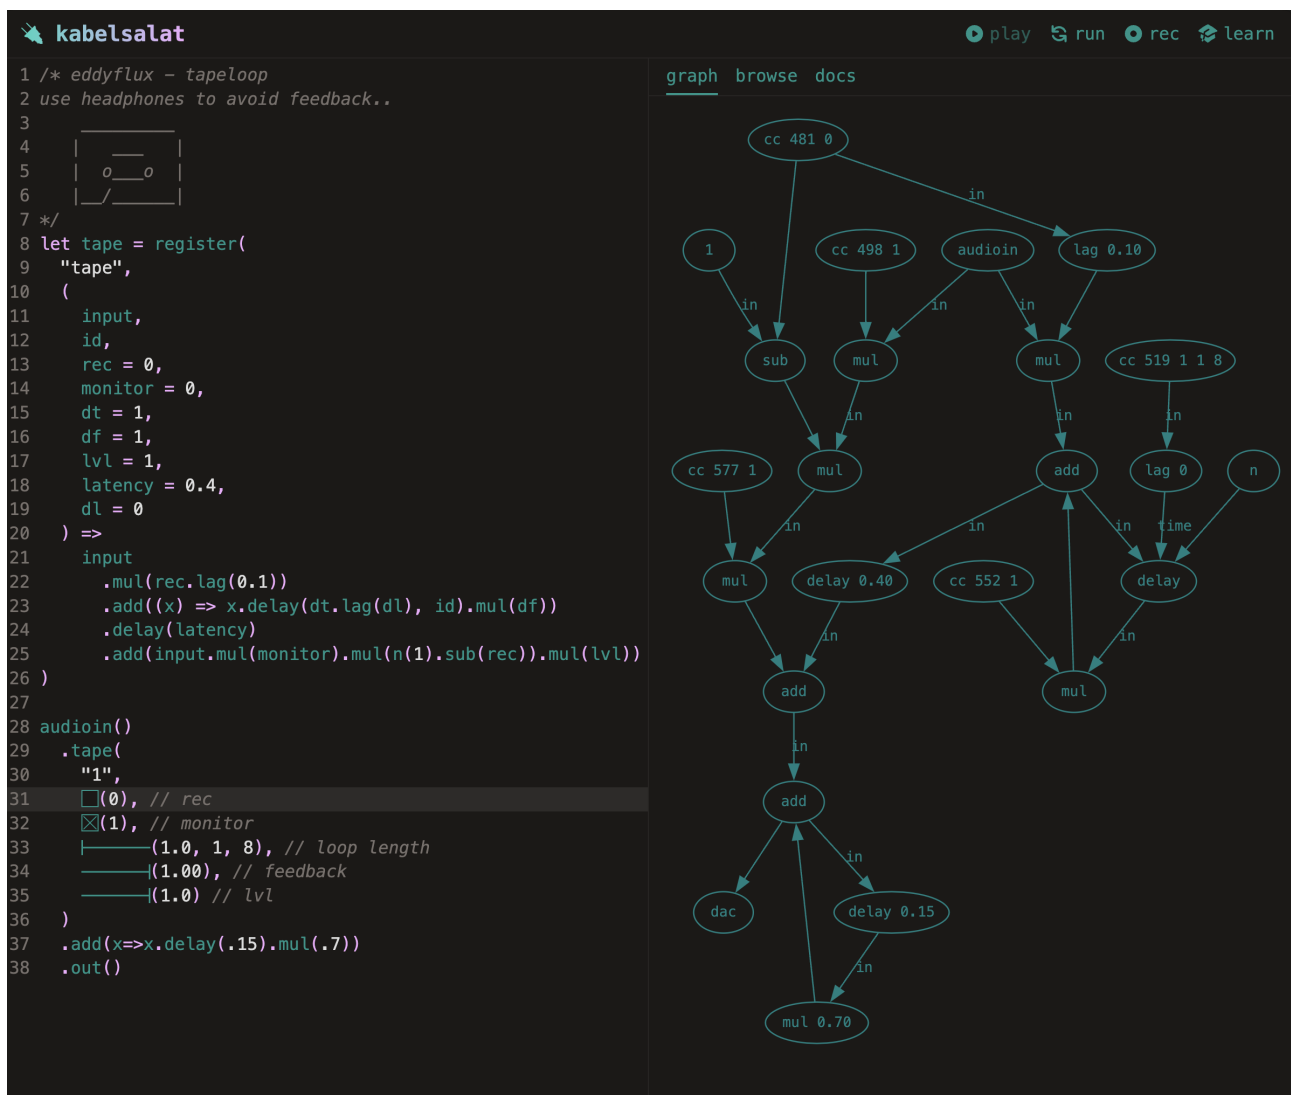 kabelsalat
play run rec learn
1 /* eddyflux – tapeloop
2 use headphones to avoid feedback..
3     _________
4    |   ___   |
5    |  o___o  |
6    |__/______|
7 */
8 let tape = register(
9   "tape",
10   (
11     input,
12     id,
13     rec = 0,
14     monitor = 0,
15     dt = 1,
16     df = 1,
17     lvl = 1,
18     latency = 0.4,
19     dl = 0
20   ) =>
21     input
22       .mul(rec.lag(0.1))
23       .add((x) => x.delay(dt.lag(dl), id).mul(df))
24       .delay(latency)
25       .add(input.mul(monitor).mul(n(1).sub(rec)).mul(lvl))
26 )
27
28 audioin()
29   .tape(
30     "1",
31     (0), // rec
32     (1), // monitor
33     (1.0, 1, 8), // loop length
34     (1.00), // feedback
35     (1.0) // lvl
36   )
37   .add(x=>x.delay(.15).mul(.7))
38   .out()
graph browse docs
cc 481 0
in
1 cc 498 1 audioin lag 0.10
in in in
sub mul mul cc 519 1 1 8
in in in
cc 577 1 mul add lag 0 n
in in in time
mul delay 0.40 cc 552 1 delay
in in
add mul
in
add
in
dac delay 0.15
in
mul 0.70